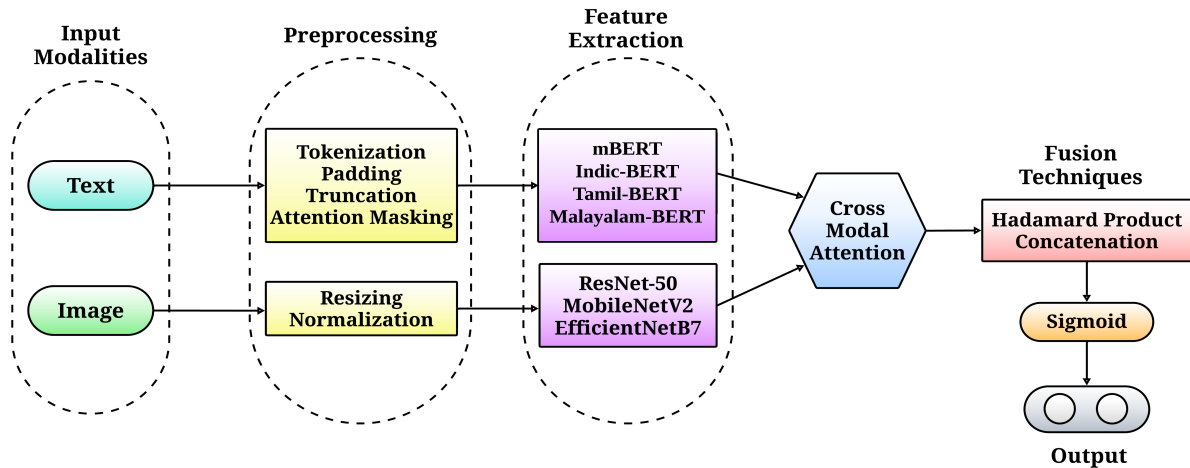 Input
Modalities
Text
Image
Preprocessing
Tokenization
Padding
Truncation
Attention Masking
Resizing
Normalization
Feature
Extraction
mBERT
Indic-BERT
Tamil-BERT
Malayalam-BERT
ResNet-50
MobileNetV2
EfficientNetB7
Cross
Modal
Attention
Fusion
Techniques
Hadamard Product
Concatenation
Sigmoid
Output